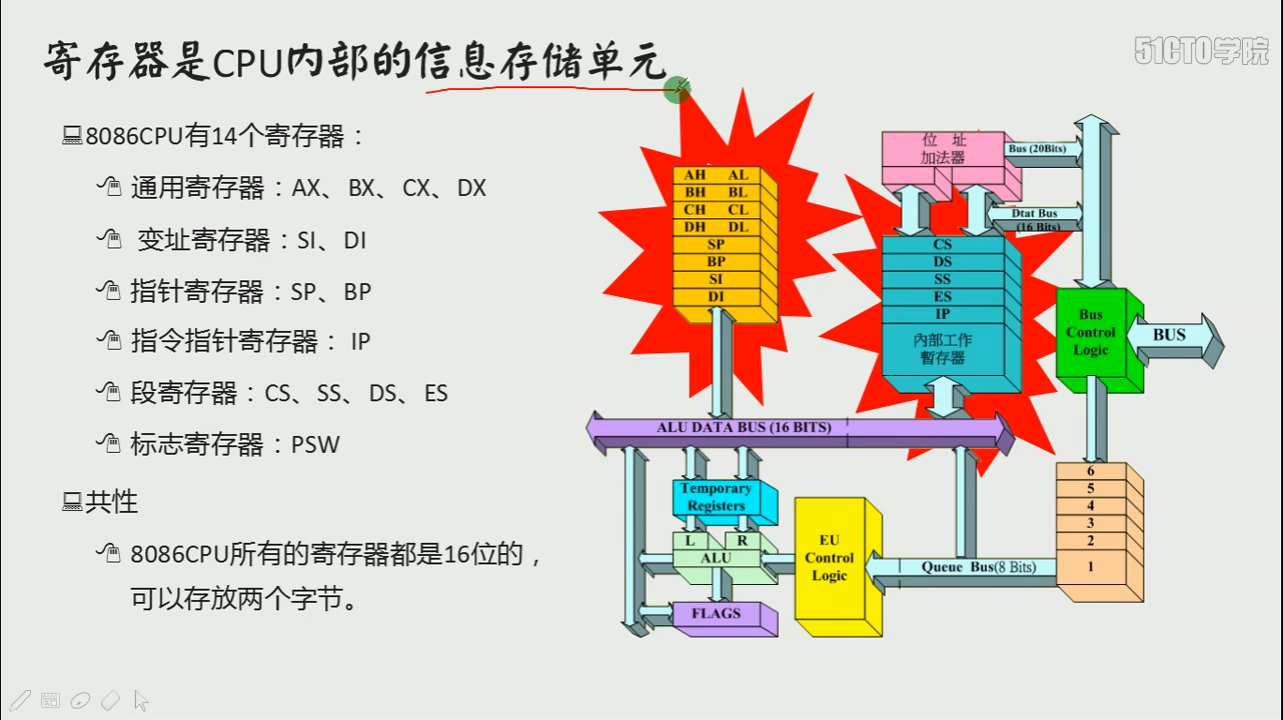 寄存器是CPU内部的信息存储单元
51CTO学院
8086CPU有14个寄存器：
通用寄存器：AX、BX、CX、DX
变址寄存器：SI、DI
指针寄存器：SP、BP
指令指针寄存器： IP
段寄存器：CS、SS、DS、ES
标志寄存器：PSW
共性
8086CPU所有的寄存器都是16位的，
可以存放两个字节。
AH AL
BH BL
CH CL
DH DL
SP
BP
SI
DI
位 址
加法器
Bus (20Bits)
Dtat Bus
(16 Bits)
CS
DS
SS
ES
IP
內部工作
暫存器
Bus
Control
Logic
BUS
ALU DATA BUS (16 BITS)
Temporary
Registers
L R
ALU
FLAGS
EU
Control
Logic
Queue Bus(8 Bits)
6
5
4
3
2
1